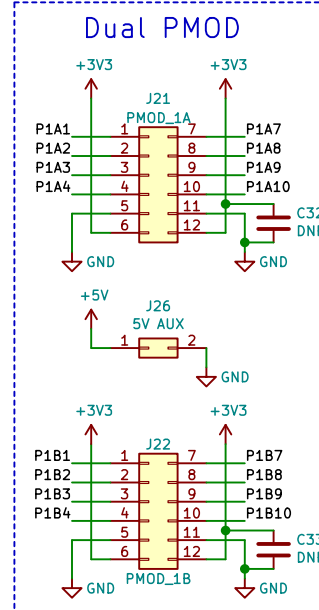 Dual PMOD
+3V3 +3V3
J21
PMOD_1A
P1A1 1 7 P1A7
P1A2 2 8 P1A8
P1A3 3 9 P1A9
P1A4 4 10 P1A10
5 11
6 12
C32
DNI
GND GND
+5V
J26
5V AUX
1 2
GND
+3V3 +3V3
J22
P1B1 1 7 P1B7
P1B2 2 8 P1B8
P1B3 3 9 P1B9
P1B4 4 10 P1B10
5 11
6 12
C33
DNI
PMOD_1B
GND GND